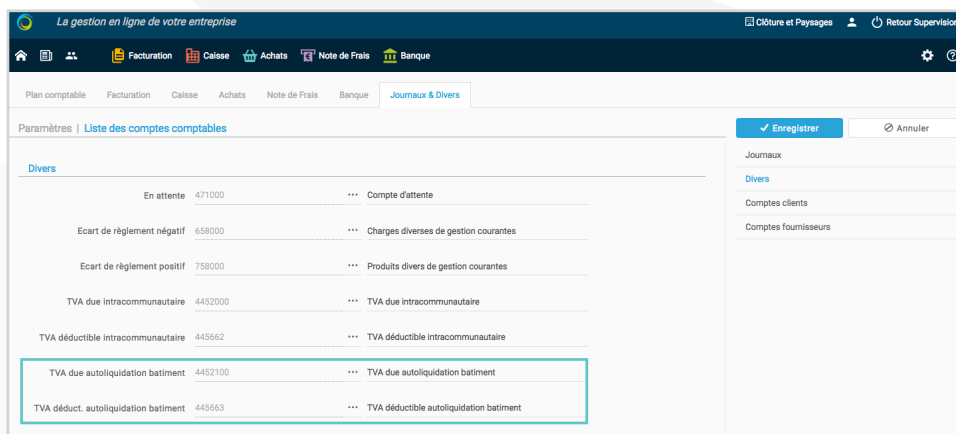 La gestion en ligne de votre entreprise
Clôture et Paysages
Retour Supervision
Facturation
Caisse
Achats
Note de Frais
Banque
Plan comptable
Facturation
Caisse
Achats
Note de Frais
Banque
Journaux & Divers
Paramètres | Liste des comptes comptables
Enregistrer
Annuler
Journaux
Divers
Comptes clients
Comptes fournisseurs
Divers
En attente 471000 ••• Compte d'attente
Ecart de règlement négatif 658000 ••• Charges diverses de gestion courantes
Ecart de règlement positif 758000 ••• Produits divers de gestion courantes
TVA due intracommunautaire 4452000 ••• TVA due intracommunautaire
TVA déductible intracommunautaire 445662 ••• TVA déductible intracommunautaire
TVA due autoliquidation batiment 4452100 ••• TVA due autoliquidation batiment
TVA déduct. autoliquidation batiment 445663 ••• TVA déductible autoliquidation batiment